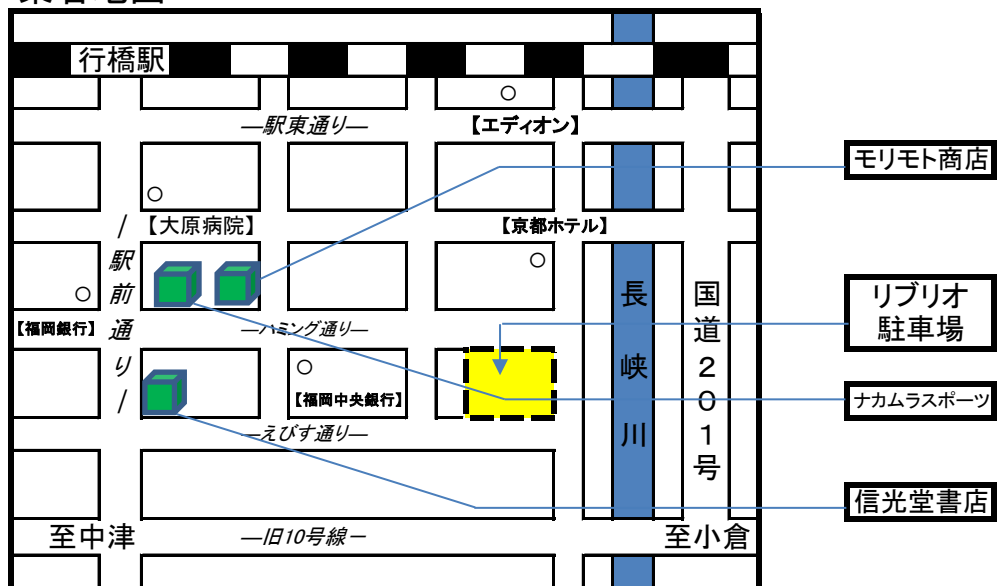 行橋駅
―駅東通り―
【エディオン】
モリモト商店
【大原病院】
【京都ホテル】
/駅前通り/
長峡川
国道201号
リブリオ
駐車場
【福岡銀行】
―ハミング通り―
【福岡中央銀行】
ナカムラスポーツ
―えびす通り―
信光堂書店
至中津
―旧10号線－
至小倉